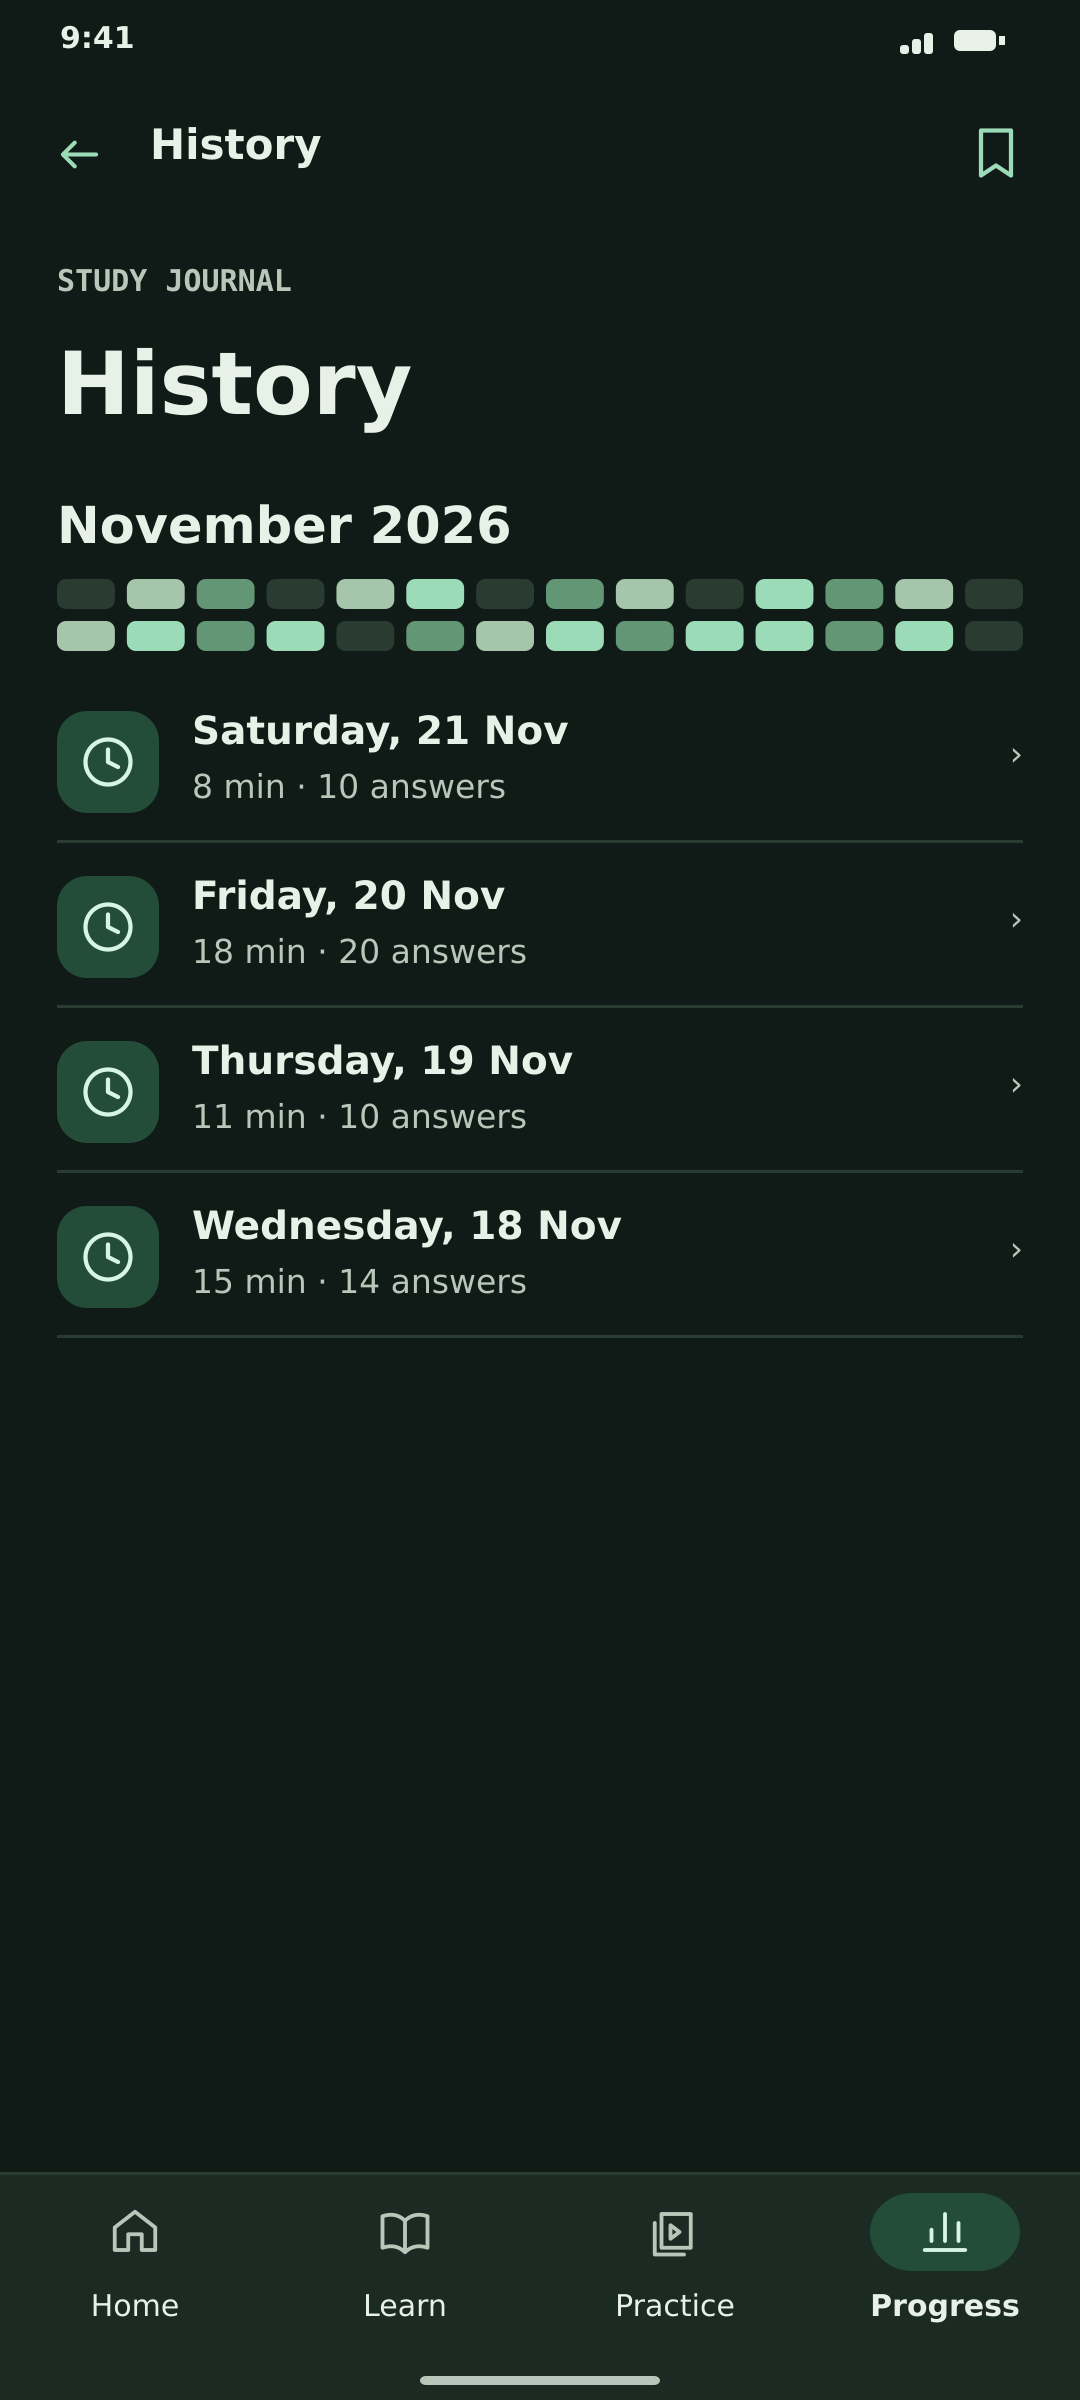 9:41
History
STUDY JOURNAL
History
November 2026
Saturday, 21 Nov
8 min · 10 answers
Friday, 20 Nov
18 min · 20 answers
Thursday, 19 Nov
11 min · 10 answers
Wednesday, 18 Nov
15 min · 14 answers
Home Learn Practice Progress